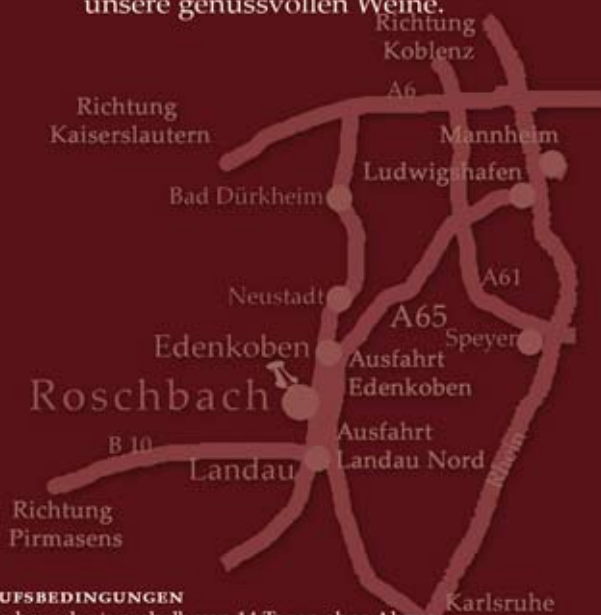 unsere genussvollen Weine.
Richtung
Koblenz
A6
Richtung
Kaiserslautern
Mannheim
Ludwigshafen
Bad Dürkheim
A61
Neustadt
A65
Speyer
Edenkoben
Ausfahrt
Edenkoben
Roschbach
Ausfahrt
Landau Nord
B 10
Landau
Rhein
Richtung
Pirmasens
UFSBEDINGUNGEN
Karlsruhe